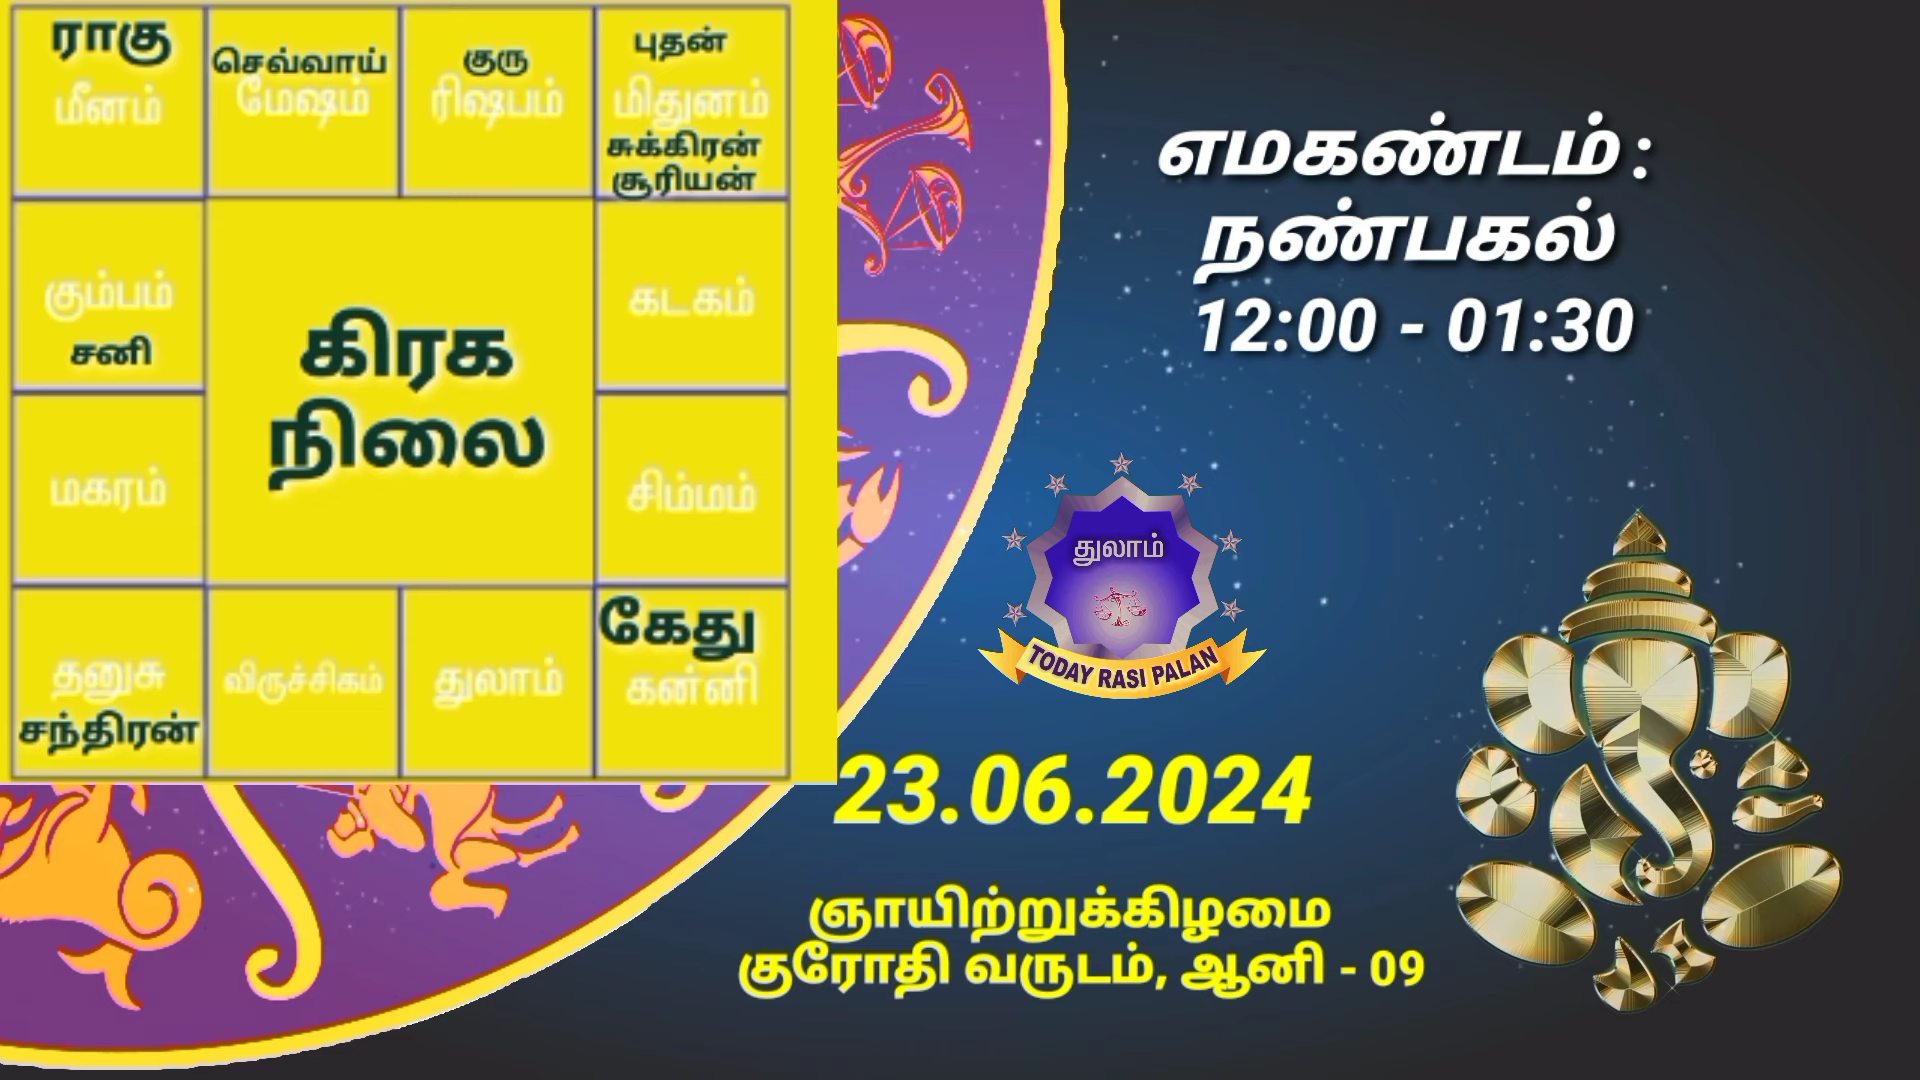 ராகு
மீனம்
செவ்வாய்
மேஷம்
குரு
ரிஷபம்
புதன்
மிதுனம்
சுக்கிரன்
சூரியன்
கும்பம்
சனி
கிரக
நிலை
கடகம்
மகரம்
சிம்மம்
தனுசு
சந்திரன்
விருச்சிகம்
துலாம்
கேது
கன்னி
எமகண்டம் :
நண்பகல்
12:00 - 01:30
துலாம்
TODAY RASI PALAN
23.06.2024
ஞாயிற்றுக்கிழமை
குரோதி வருடம், ஆனி - 09